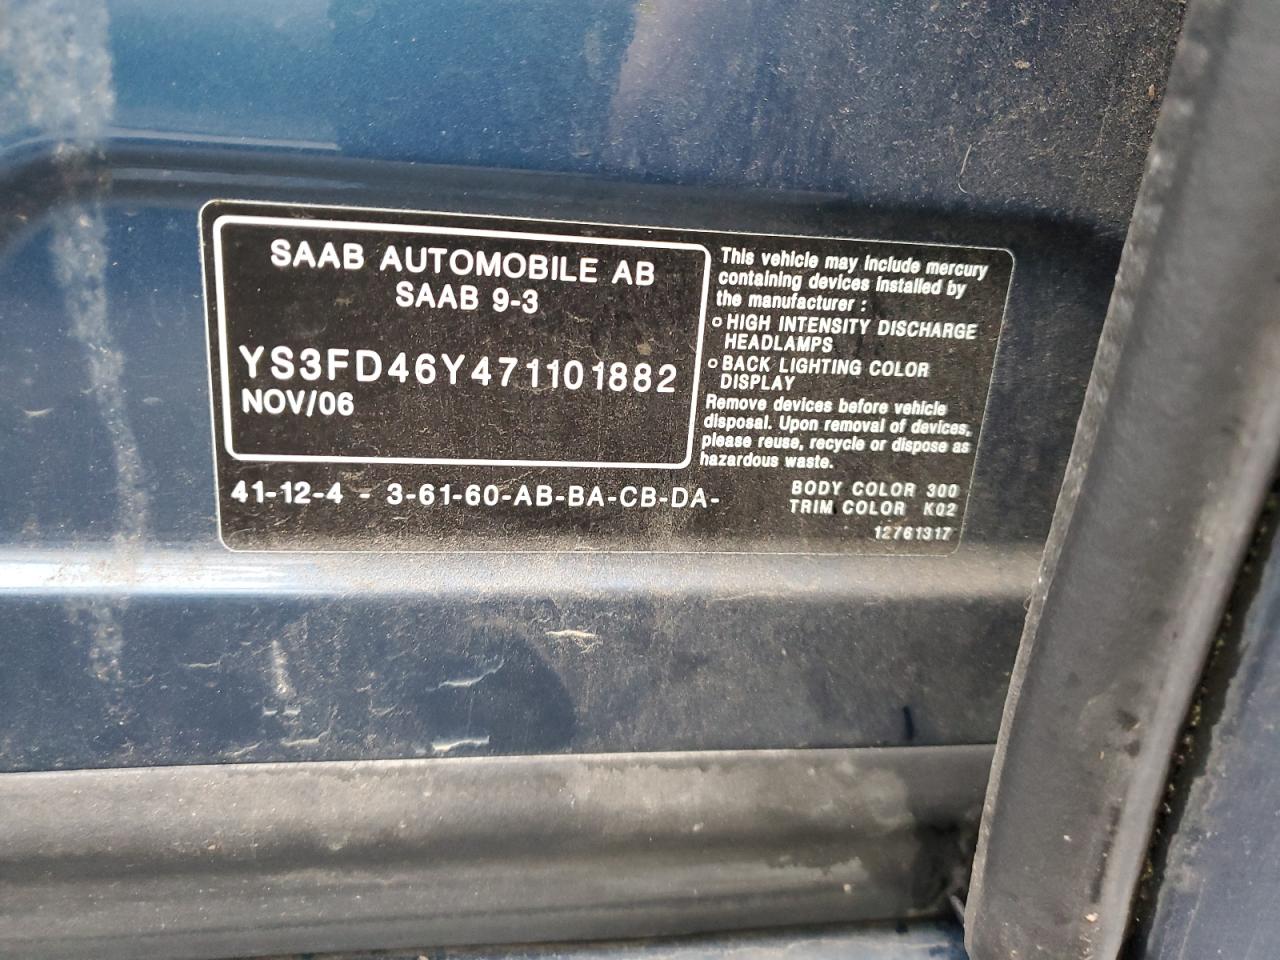 SAAB AUTOMOBILE AB
SAAB 9-3
YS3FD46Y471101882
NOV/06
This vehicle may include mercury
containing devices installed by
the manufacturer :
o HIGH INTENSITY DISCHARGE
HEADLAMPS
o BACK LIGHTING COLOR
DISPLAY
Remove devices before vehicle
disposal. Upon removal of devices,
please reuse, recycle or dispose as
hazardous waste.
41-12-4 - 3-61-60-AB-BA-CB-DA-
BODY COLOR 300
TRIM COLOR K02
12761317